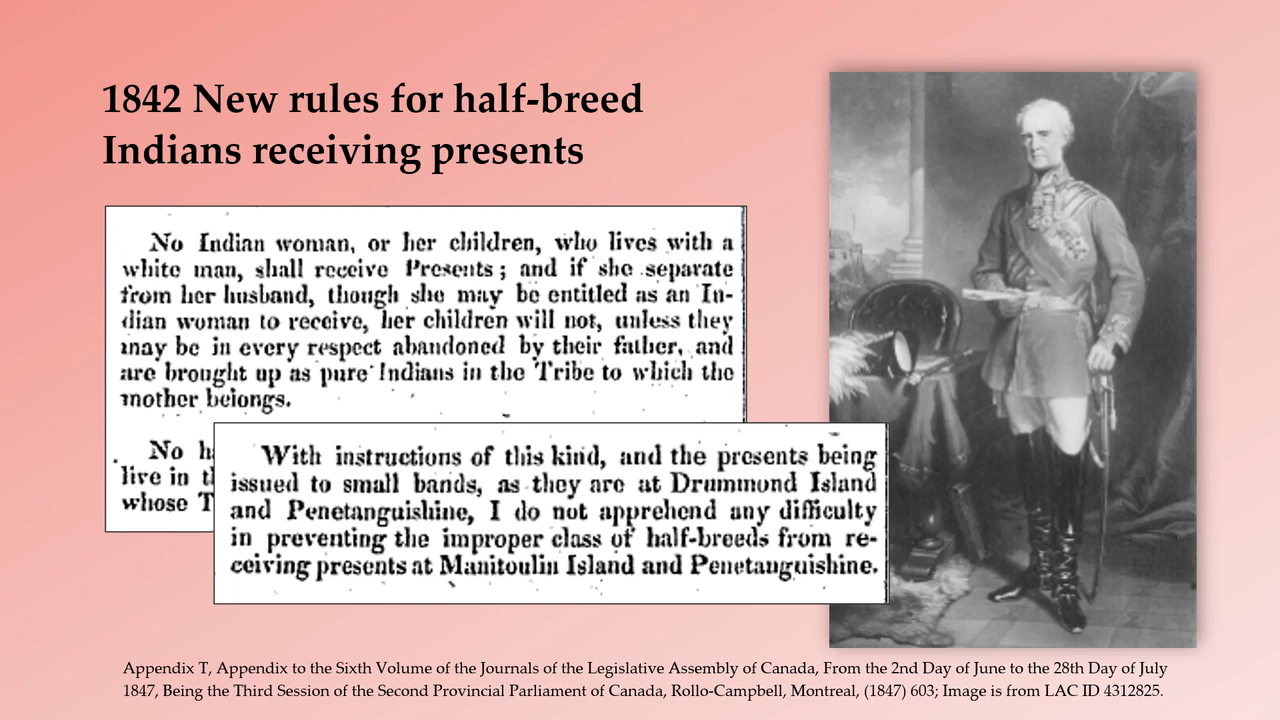 1842 New rules for half-breed
Indians receiving presents
No Indian woman, or her children, who lives with a
white man, shall receive Presents; and if she separate
from her husband, though she may be entitled as an In-
dian woman to receive, her children will not, unless they
may be in every respect abandoned by their father, and
are brought up as pure Indians in the Tribe to which the
mother belongs.
No h
live in t
whose T
With instructions of this kind, and the presents being
issued to small bands, as they are at Drummond Island
and Penetanguishine, I do not apprehend any difficulty
in preventing the improper class of half-breeds from re-
ceiving presents at Manitoulin Island and Penetanguishine.
Appendix T, Appendix to the Sixth Volume of the Journals of the Legislative Assembly of Canada, From the 2nd Day of June to the 28th Day of July
1847, Being the Third Session of the Second Provincial Parliament of Canada, Rollo-Campbell, Montreal, (1847) 603; Image is from LAC ID 4312825.